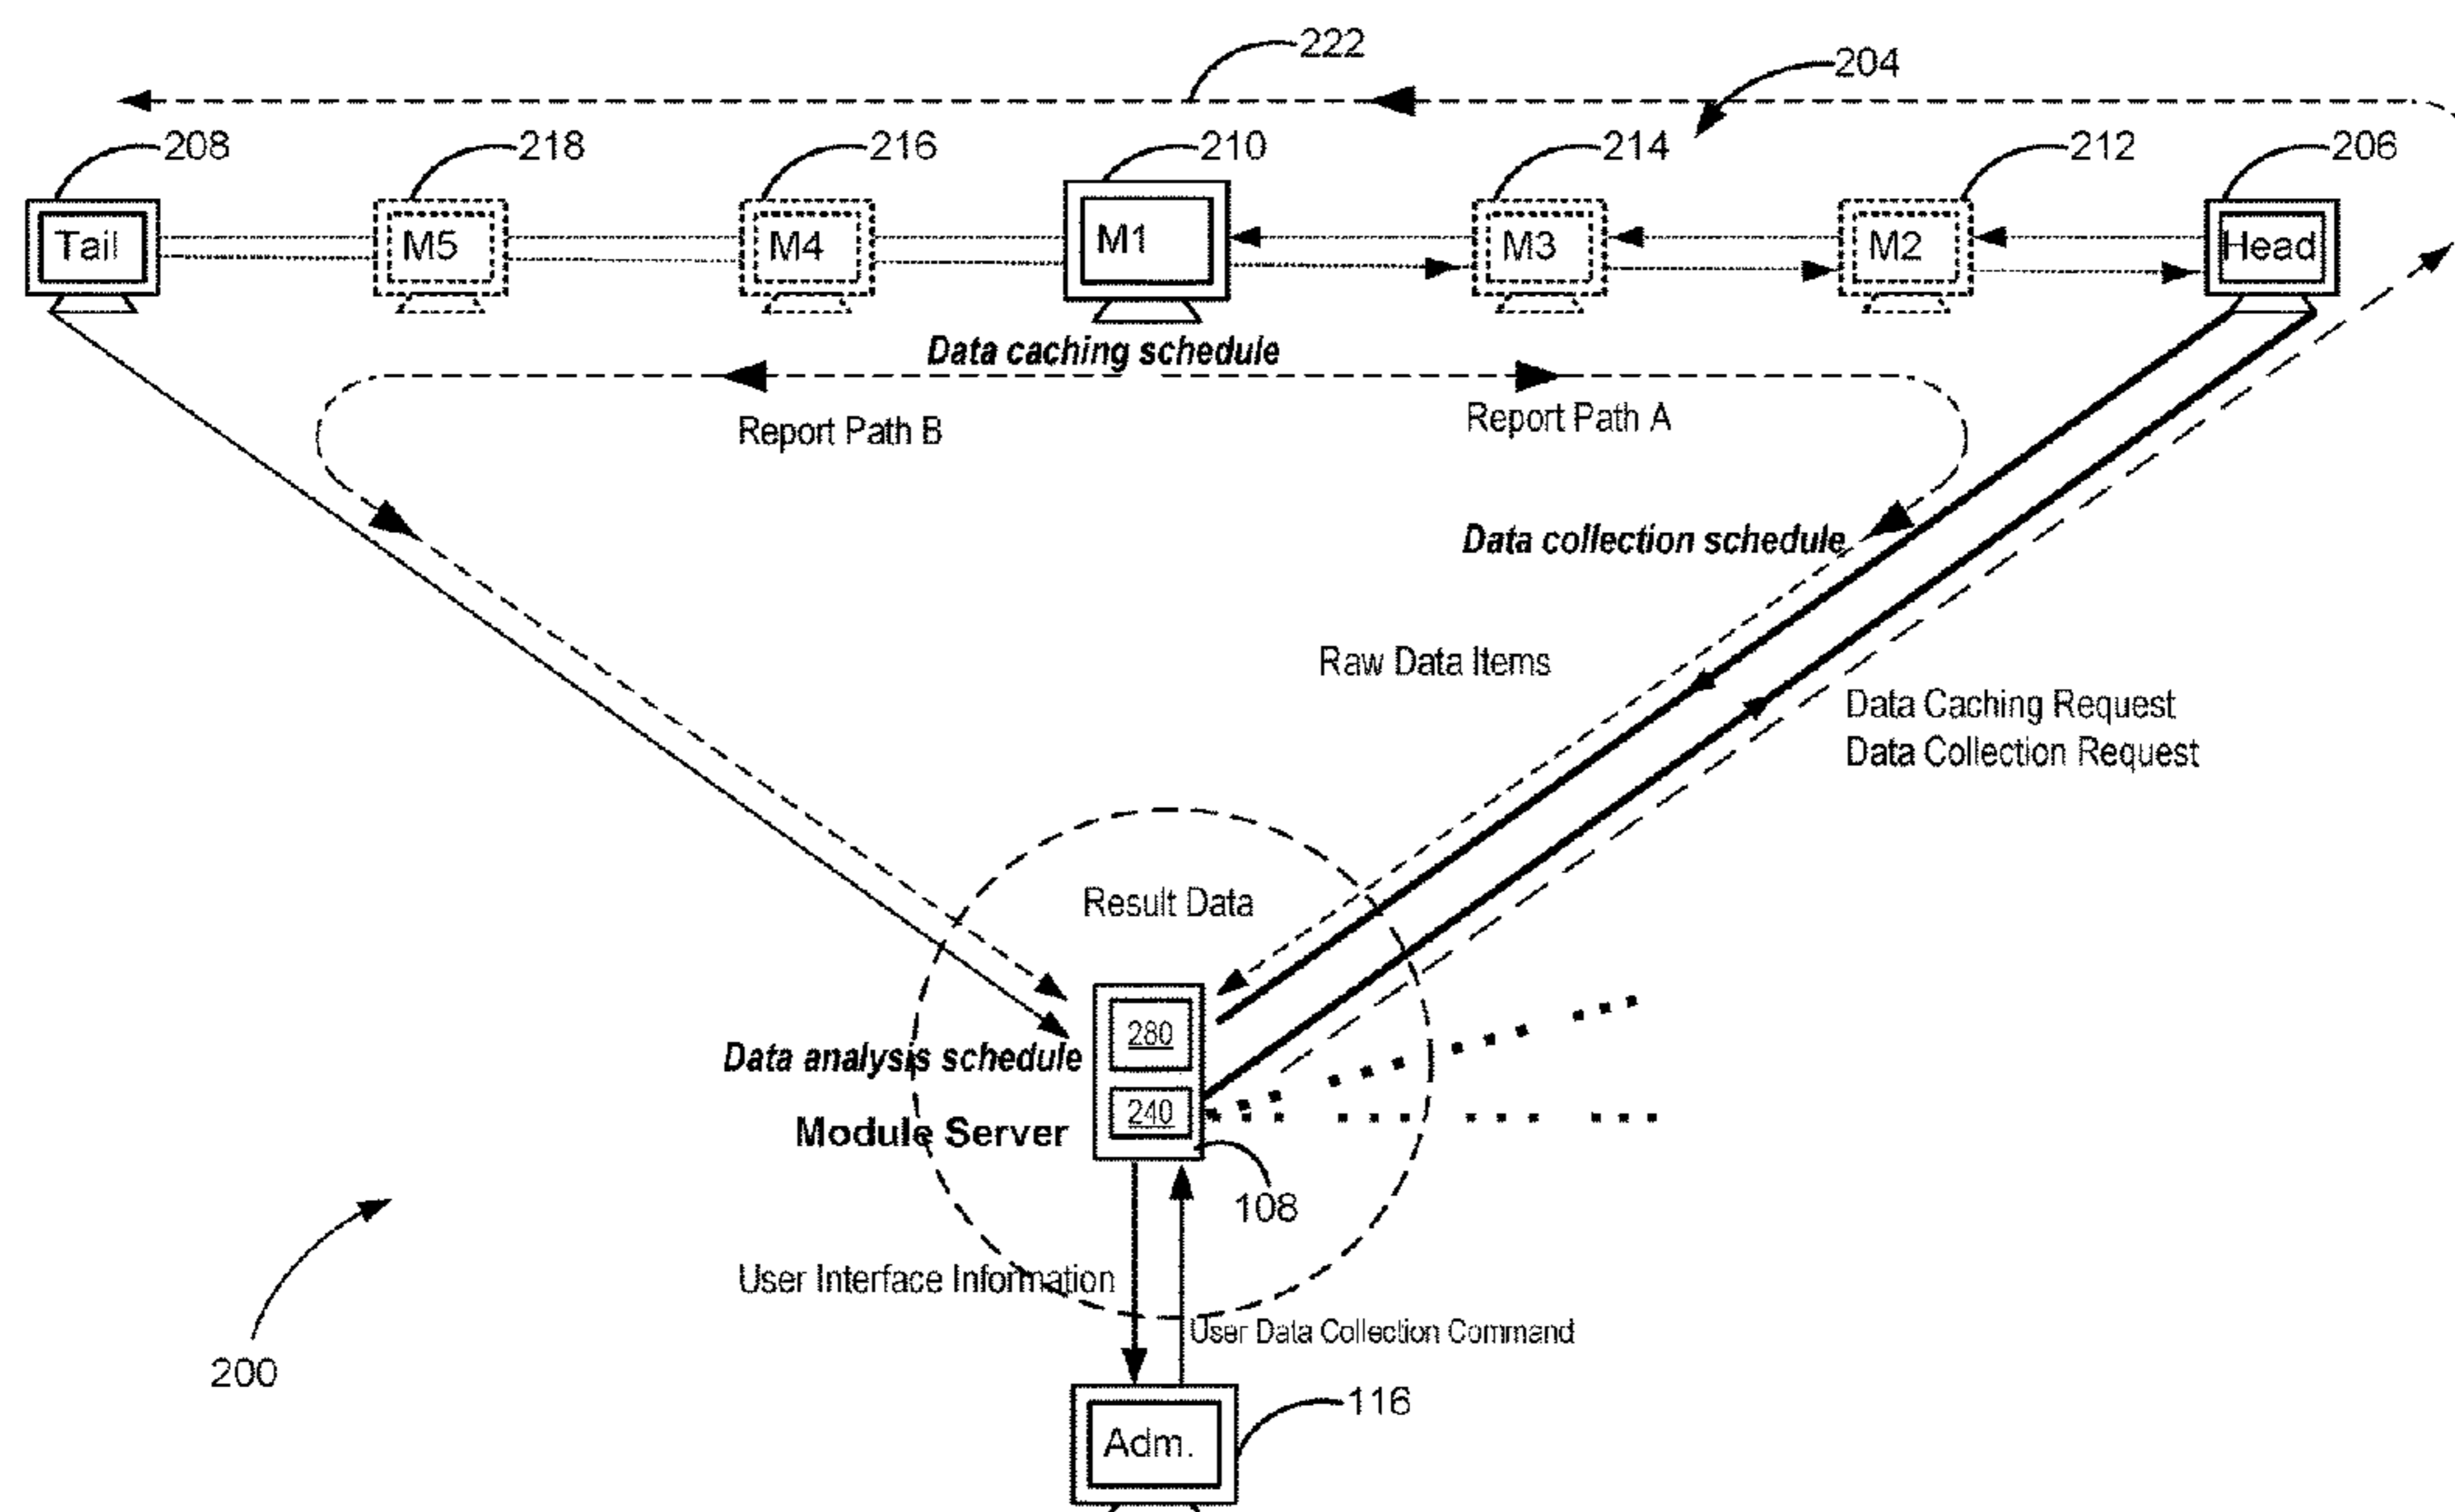 222
204
208
218
216
210
214
212
206
Tail
M5
M4
M1
M3
M2
Head
Data caching schedule
Report Path B
Report Path A
Data collection schedule
Raw Data Items
Data Caching Request
Data Collection Request
Result Data
280
Data analysis schedule
240
Module Server
108
User Interface Information
User Data Collection Command
200
116
Adm.